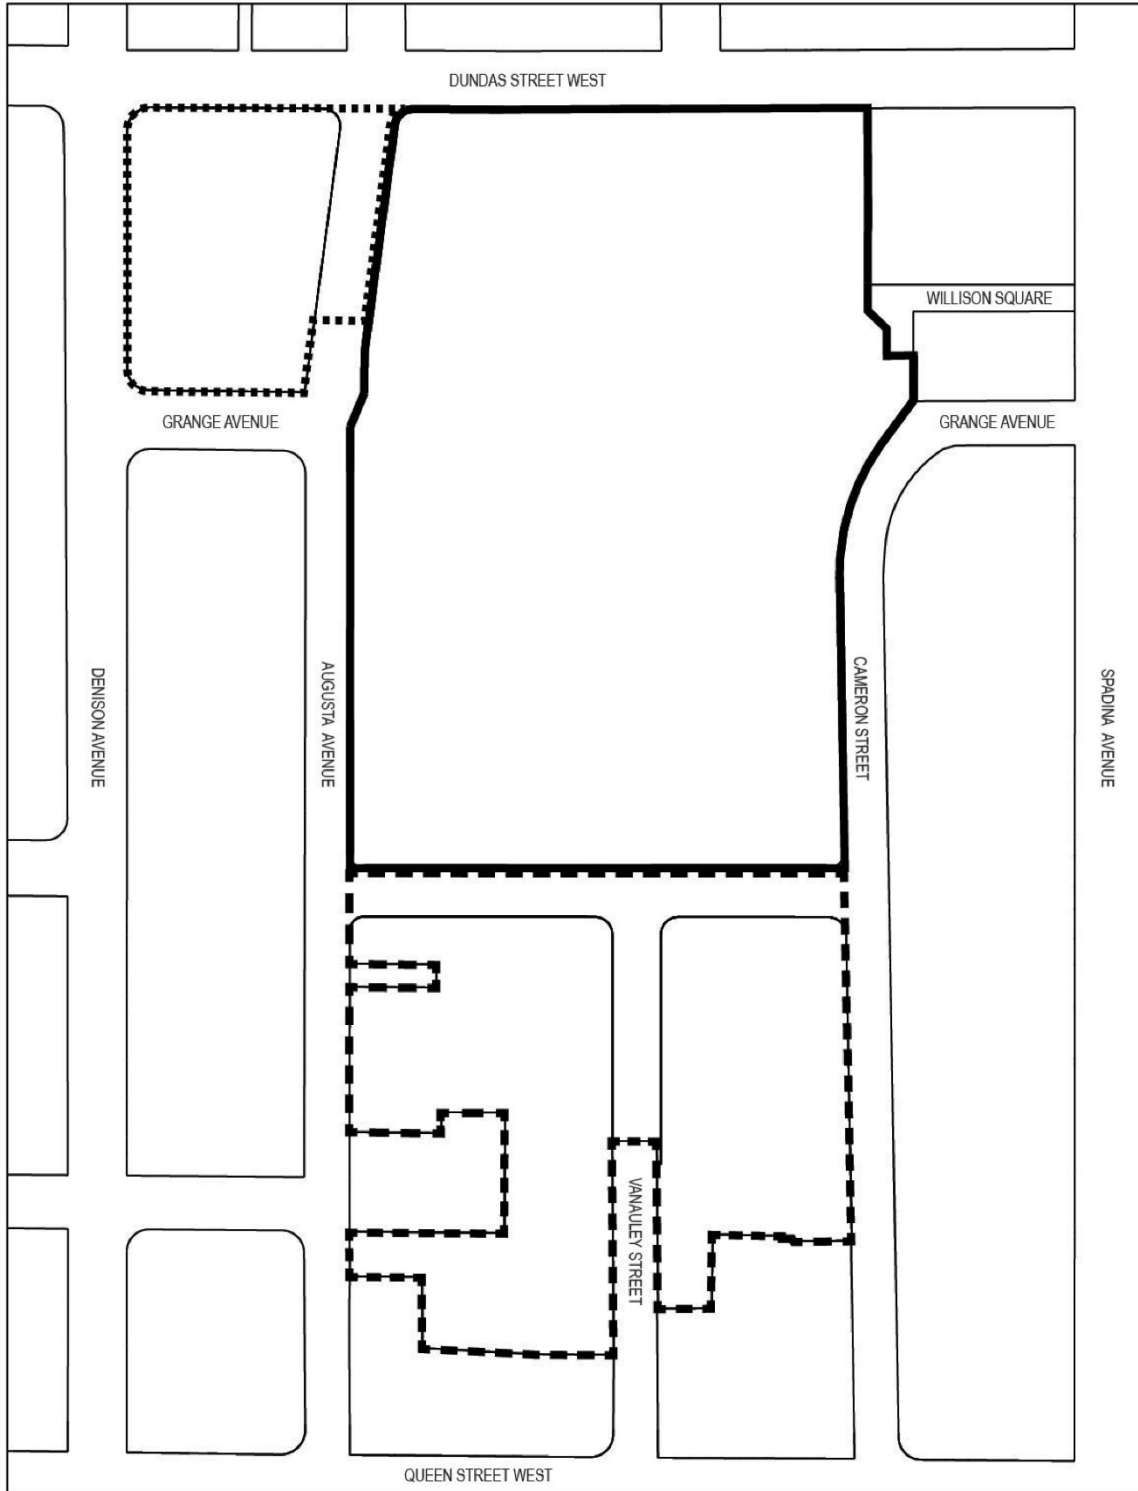 DUNDAS STREET WEST
WILLISON SQUARE
GRANGE AVENUE
GRANGE AVENUE
DENISON AVENUE
AUGUSTA AVENUE
CAMERON STREET
SPADINA AVENUE
VANAULEY STREET
QUEEN STREET WEST